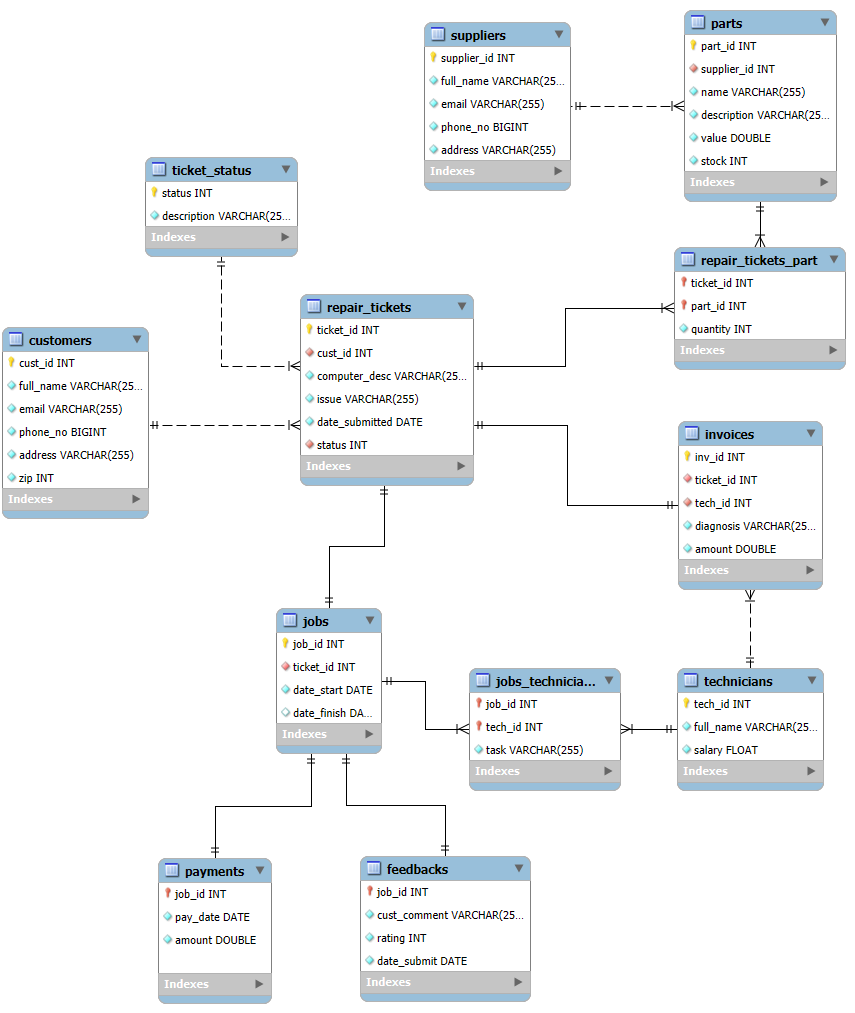 suppliers
supplier_id INT
full_name VARCHAR(25...
email VARCHAR(255)
phone_no BIGINT
address VARCHAR(255)
Indexes
parts
part_id INT
supplier_id INT
name VARCHAR(255)
description VARCHAR(25...
value DOUBLE
stock INT
Indexes
ticket_status
status INT
description VARCHAR(25...
Indexes
repair_tickets_part
ticket_id INT
part_id INT
quantity INT
Indexes
repair_tickets
ticket_id INT
cust_id INT
computer_desc VARCHAR(25...
issue VARCHAR(255)
date_submitted DATE
status INT
Indexes
customers
cust_id INT
full_name VARCHAR(25...
email VARCHAR(255)
phone_no BIGINT
address VARCHAR(255)
zip INT
Indexes
invoices
inv_id INT
ticket_id INT
tech_id INT
diagnosis VARCHAR(25...
amount DOUBLE
Indexes
jobs
job_id INT
ticket_id INT
date_start DATE
date_finish DA...
Indexes
jobs_technicia...
job_id INT
tech_id INT
task VARCHAR(255)
Indexes
technicians
tech_id INT
full_name VARCHAR(25...
salary FLOAT
Indexes
payments
job_id INT
pay_date DATE
amount DOUBLE
Indexes
feedbacks
job_id INT
cust_comment VARCHAR(25...
rating INT
date_submit DATE
Indexes